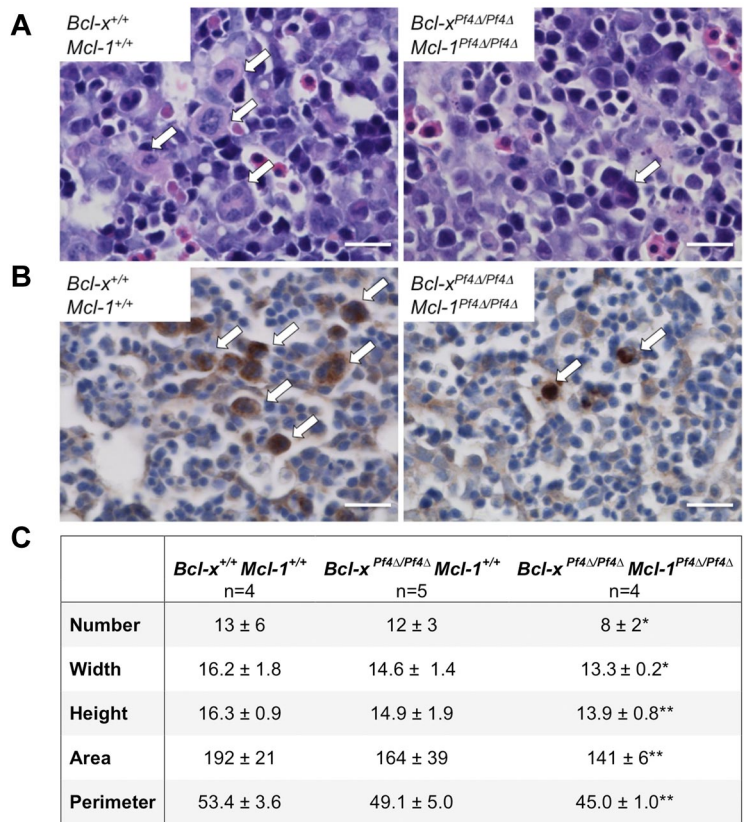 A
Bcl-x+/+
Mcl-1+/+
Bcl-xPf4Δ/Pf4Δ
Mcl-1Pf4Δ/Pf4Δ
B
Bcl-x+/+
Mcl-1+/+
Bcl-xPf4Δ/Pf4Δ
Mcl-1Pf4Δ/Pf4Δ
C
Bcl-x+/+ Mcl-1+/+ Bcl-x Pf4Δ/Pf4Δ Mcl-1+/+ Bcl-x Pf4Δ/Pf4Δ Mcl-1Pf4Δ/Pf4Δ
n=4 n=5 n=4
Number 13 ± 6 12 ± 3 8 ± 2*
Width 16.2 ± 1.8 14.6 ± 1.4 13.3 ± 0.2*
Height 16.3 ± 0.9 14.9 ± 1.9 13.9 ± 0.8**
Area 192 ± 21 164 ± 39 141 ± 6**
Perimeter 53.4 ± 3.6 49.1 ± 5.0 45.0 ± 1.0**